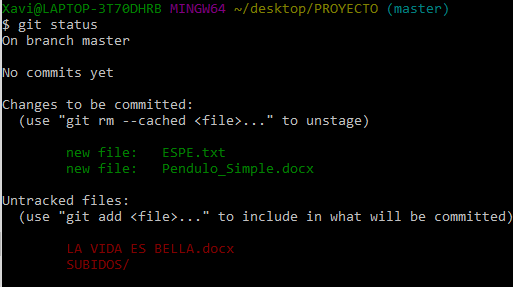 Xavi@LAPTOP-3T70DHRB MINGW64 ~/desktop/PROYECTO (master)
$ git status
On branch master
No commits yet
Changes to be committed:
(use "git rm --cached <file>..." to unstage)
new file: ESPE.txt
new file: Pendulo_Simple.docx
Untracked files:
(use "git add <file>..." to include in what will be committed)
LA VIDA ES BELLA.docx
SUBIDOS/